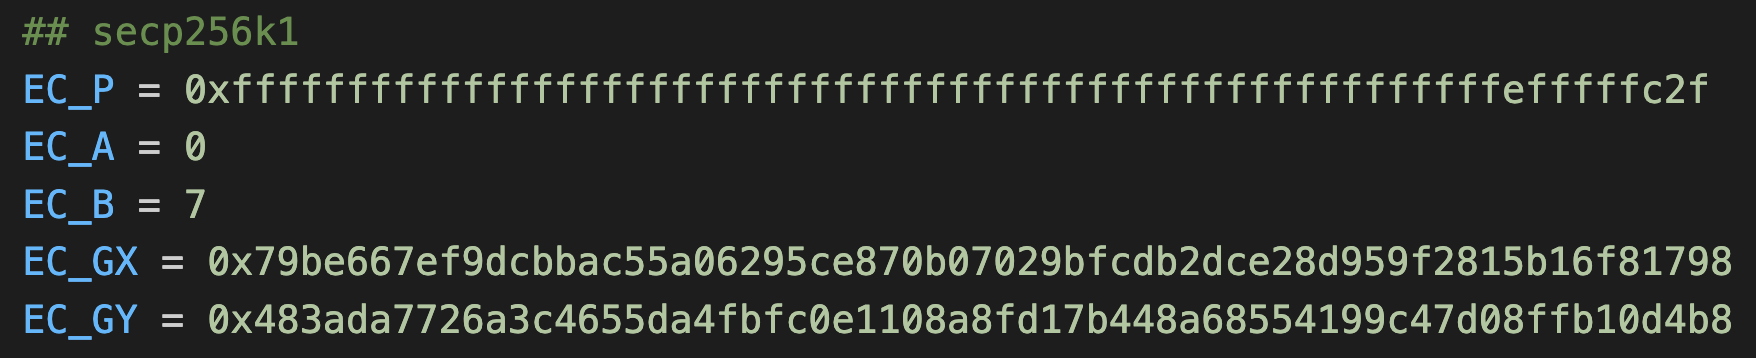 ## secp256k1
EC_P = 0xfffffffffffffffffffffffffffffffffffffffffffffffffffffffefffffc2f
EC_A = 0
EC_B = 7
EC_GX = 0x79be667ef9dcbbac55a06295ce870b07029bfcdb2dce28d959f2815b16f81798
EC_GY = 0x483ada7726a3c4655da4fbfc0e1108a8fd17b448a68554199c47d08ffb10d4b8